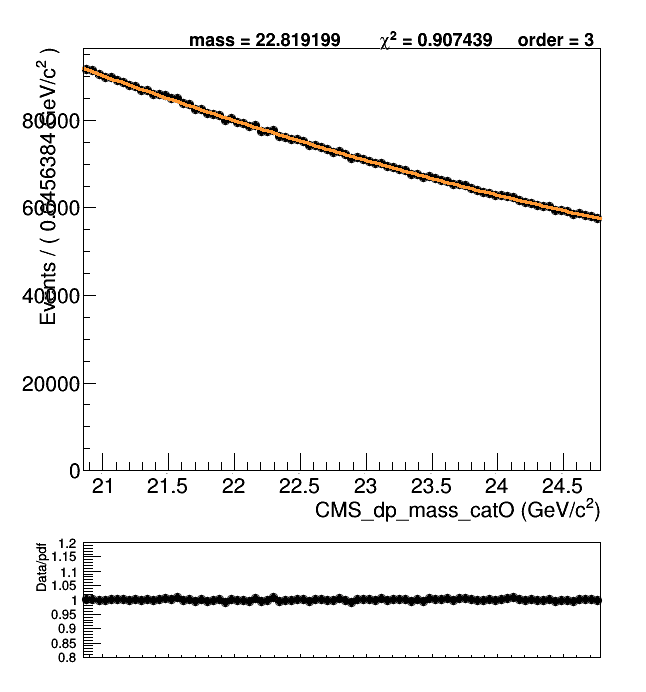 mass = 22.819199 χ² = 0.907439 order = 3
Events / ( 0.0456384 GeV/c² )
80000
60000
40000
20000
0
21 21.5 22 22.5 23 23.5 24 24.5
CMS_dp_mass_catO (GeV/c²)
Data/pdf
1.2
1.15
1.1
1.05
1
0.95
0.9
0.85
0.8